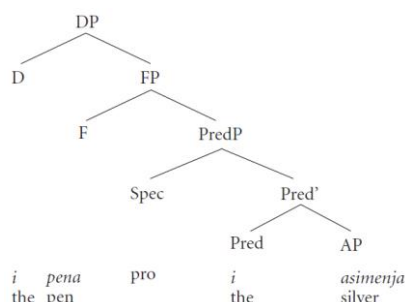 DP
D FP
F PredP
Spec Pred'
Pred AP
i pena pro i asimenja
the pen the silver